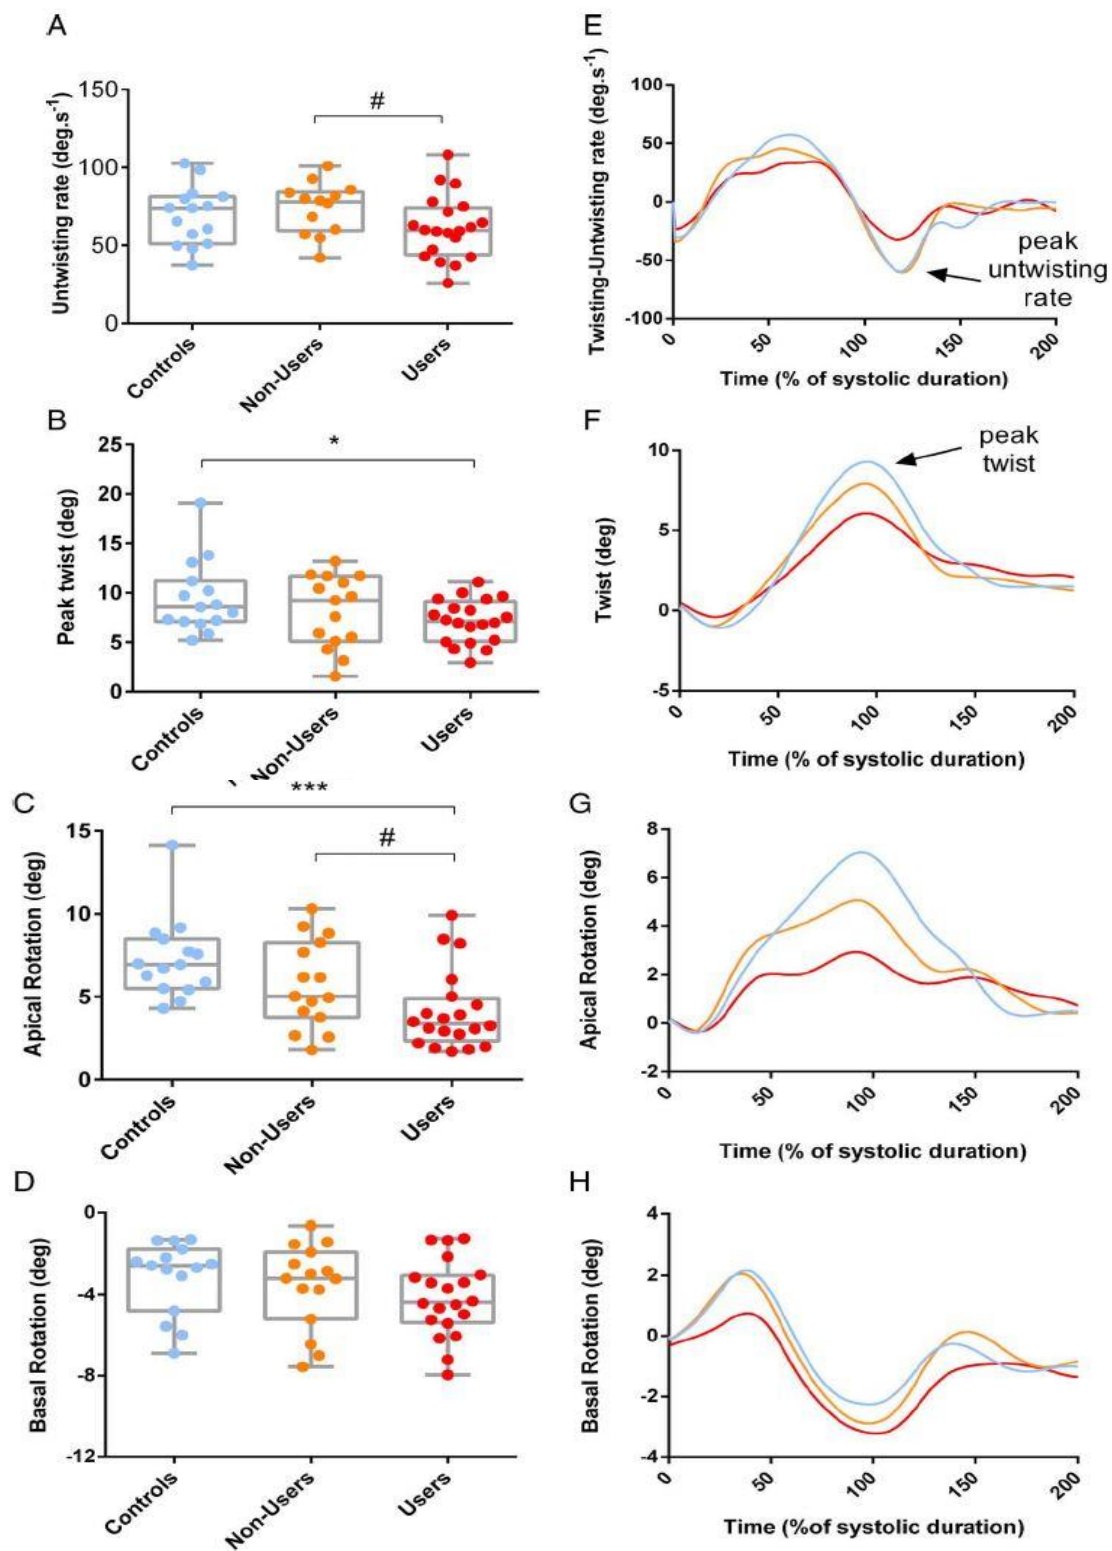 A
Untwisting rate (deg.s⁻¹)
150
100
50
0
#
Controls
Non-Users
Users
E
Twisting-Untwisting rate (deg.s⁻¹)
100
50
0
-50
-100
peak
untwisting
rate
0
50
100
150
200
Time (% of systolic duration)
B
Peak twist (deg)
25
20
15
10
5
0
*
Controls
Non-Users
Users
F
Twist (deg)
10
5
0
-5
peak
twist
0
50
100
150
200
Time (% of systolic duration)
C
Apical Rotation (deg)
15
10
5
0
***
#
Controls
Non-Users
Users
G
Apical Rotation (deg)
8
6
4
2
0
-2
0
50
100
150
200
Time (% of systolic duration)
D
Basal Rotation (deg)
0
-4
-8
-12
Controls
Non-Users
Users
H
Basal Rotation (deg)
4
2
0
-2
-4
0
50
100
150
200
Time (%of systolic duration)